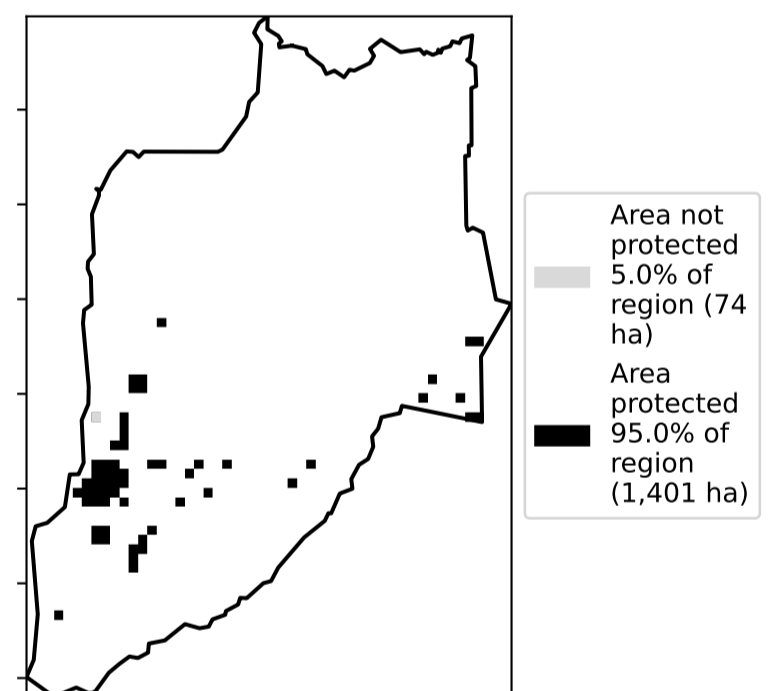 Area not
protected
5.0% of
region (74
ha)
Area
protected
95.0% of
region
(1,401 ha)